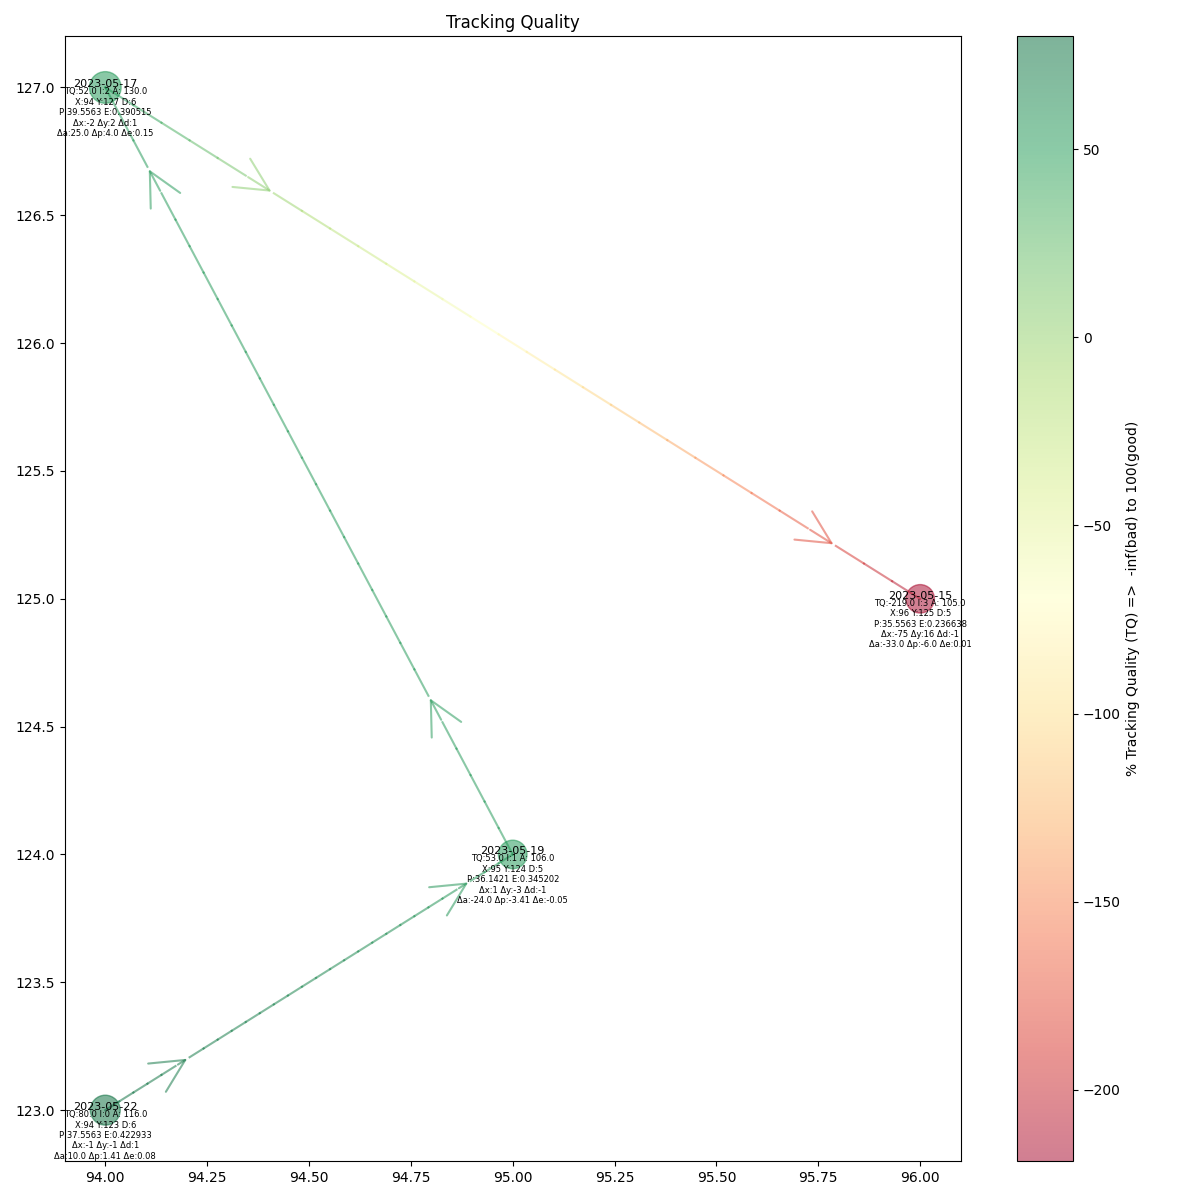 Tracking Quality
127.0
126.5
126.0
125.5
125.0
124.5
124.0
123.5
123.0
2023-05-17
TQ:52.0 I:2 A: 130.0
X:94 Y:127 D:6
P:39.5563 E:0.390515
Δx:-2 Δy:2 Δd:1
Δa:25.0 Δp:4.0 Δe:0.15
2023-05-15
TQ:-219.0 I:3 A: 105.0
X:96 Y:125 D:5
P:35.5563 E:0.236638
Δx:-75 Δy:16 Δd:-1
Δa:-33.0 Δp:-6.0 Δe:0.01
2023-05-19
TQ:53.0 I:1 A: 106.0
X:95 Y:124 D:5
P:36.1421 E:0.345202
Δx:1 Δy:-3 Δd:-1
Δa:-24.0 Δp:-3.41 Δe:-0.05
2023-05-22
TQ:80.0 I:0 A: 116.0
X:94 Y:123 D:6
P:37.5563 E:0.422933
Δx:-1 Δy:-1 Δd:1
Δa:10.0 Δp:1.41 Δe:0.08
94.00 94.25 94.50 94.75 95.00 95.25 95.50 95.75 96.00
50
0
−50
−100
−150
−200
% Tracking Quality (TQ) => -inf(bad) to 100(good)